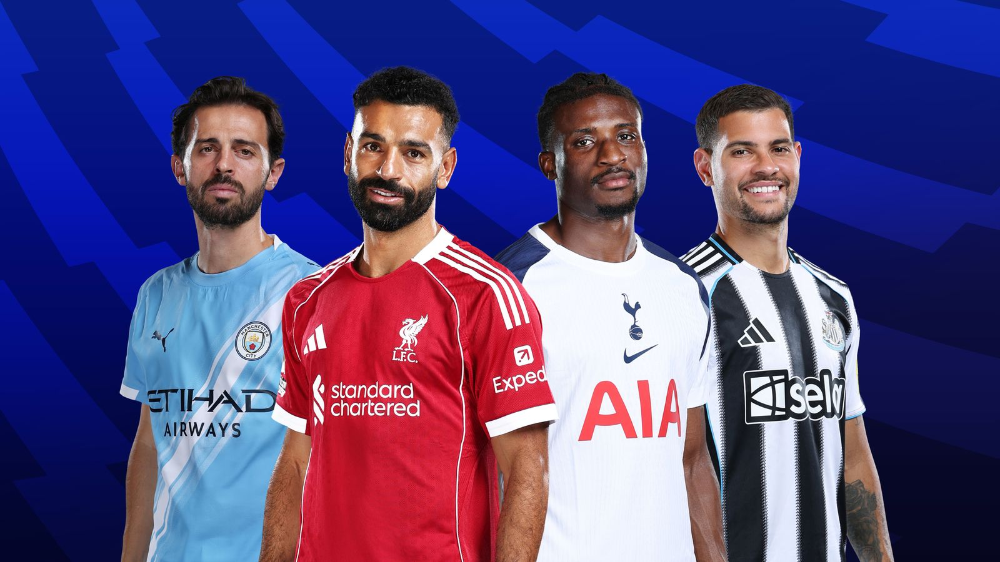 MANCHESTER
CITY
ETIHAD
AIRWAYS
L.F.C.
standard
chartered
Exped
AIA
sela